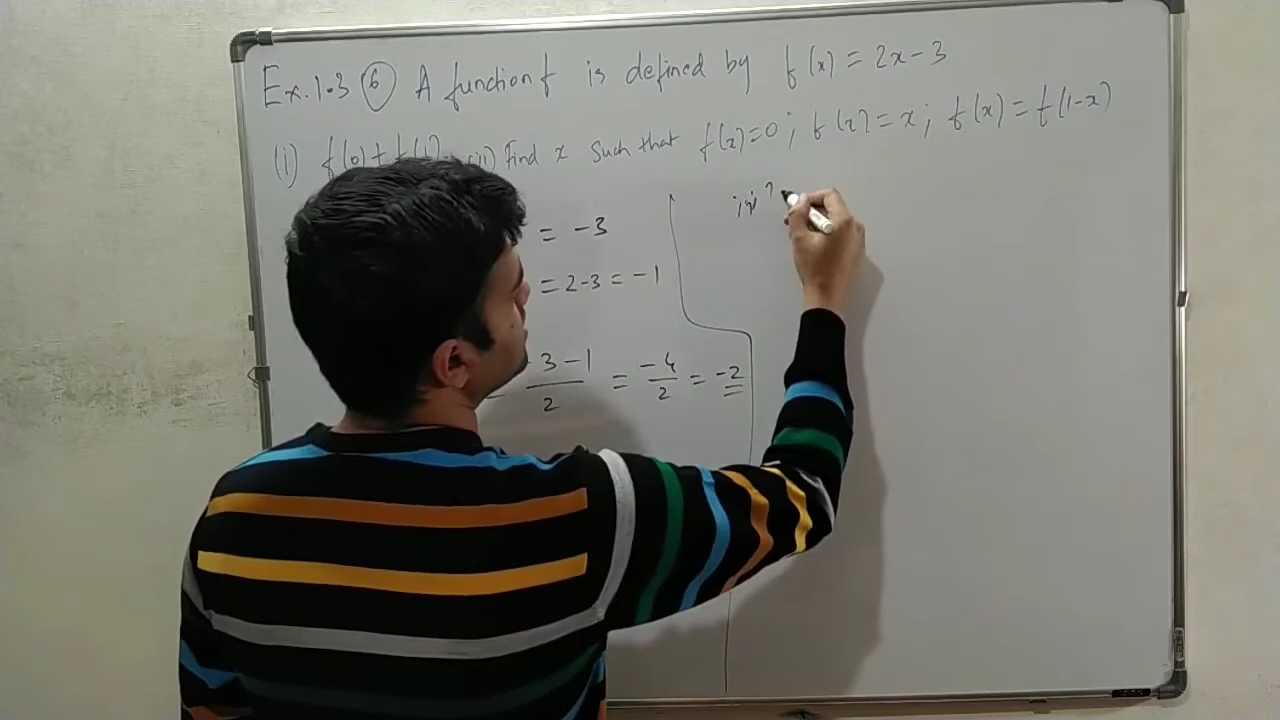 Ex.1.3 (6) A function f is defined by f(x) = 2x-3
(i) f(0)+f(1) (ii) find x such that f(x)=0; f(x)=x; f(x)=f(1-x)
= -3
= 2-3 = -1
3-1/2 = -4/2 = -2